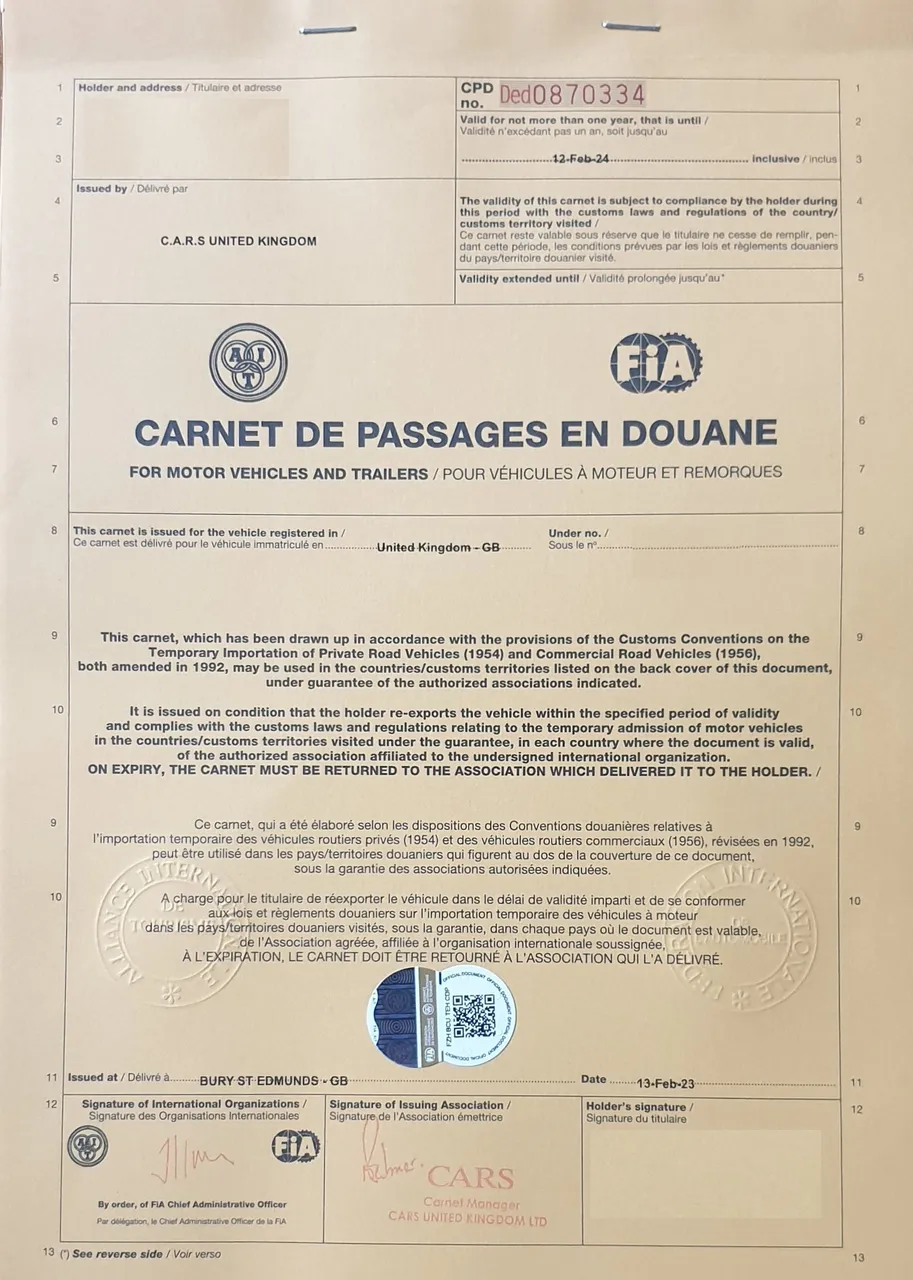 1 Holder and address / Titulaire et adresse
CPD no. Ded0870334 1
2 Valid for not more than one year, that is until / 2
Validité n'excédant pas un an, soit jusqu'au
3 12-Feb-24 inclusive / inclus 3
Issued by / Délivré par
4 C.A.R.S UNITED KINGDOM
The validity of this carnet is subject to compliance by the holder during 4
this period with the customs laws and regulations of the country/
customs territory visited /
Ce carnet reste valable sous réserve que le titulaire ne cesse de remplir, pen-
dant cette période, les conditions prévues par les lois et règlements douaniers
du pays/territoire douanier visité.
5 Validity extended until / Validité prolongée jusqu'au* 5
AIT
FiA
6 CARNET DE PASSAGES EN DOUANE 6
7 FOR MOTOR VEHICLES AND TRAILERS / POUR VÉHICULES À MOTEUR ET REMORQUES 7
8 This carnet is issued for the vehicle registered in / Under no. / 8
Ce carnet est délivré pour le véhicule immatriculé en United Kingdom - GB Sous le n°
9 This carnet, which has been drawn up in accordance with the provisions of the Customs Conventions on the 9
Temporary Importation of Private Road Vehicles (1954) and Commercial Road Vehicles (1956),
both amended in 1992, may be used in the countries/customs territories listed on the back cover of this document,
under guarantee of the authorized associations indicated.
10 It is issued on condition that the holder re-exports the vehicle within the specified period of validity 10
and complies with the customs laws and regulations relating to the temporary admission of motor vehicles
in the countries/customs territories visited under the guarantee, in each country where the document is valid,
of the authorized association affiliated to the undersigned international organization.
ON EXPIRY, THE CARNET MUST BE RETURNED TO THE ASSOCIATION WHICH DELIVERED IT TO THE HOLDER. /
9 Ce carnet, qui a été élaboré selon les dispositions des Conventions douanières relatives à 9
l'importation temporaire des véhicules routiers privés (1954) et des véhicules routiers commerciaux (1956), révisées en 1992,
peut être utilisé dans les pays/territoires douaniers qui figurent au dos de la couverture de ce document,
sous la garantie des associations autorisées indiquées.
10 A charge pour le titulaire de réexporter le véhicule dans le délai de validité imparti et de se conformer 10
aux lois et règlements douaniers sur l'importation temporaire des véhicules à moteur
dans les pays/territoires douaniers visités, sous la garantie, dans chaque pays où le document est valable,
de l'Association agréée, affiliée à l'organisation internationale soussignée,
À L'EXPIRATION, LE CARNET DOIT ÊTRE RETOURNÉ À L'ASSOCIATION QUI L'A DÉLIVRÉ.
ALLIANCE INTERNATIONALE
DE TOURISME
INTERNATIONALE
DE L'AUTOMOBILE
OFFICIAL DOCUMENT OFFICIAL DOCUMENT
11 Issued at / Délivré à BURY ST EDMUNDS - GB Date 13-Feb-23 11
12 Signature of International Organizations / Signature of Issuing Association / Holder's signature / 12
Signature des Organisations Internationales Signature de l'Association émettrice Signature du titulaire
AIT FiA
CARS
Carnet Manager
CARS UNITED KINGDOM LTD
By order, of FiA Chief Administrative Officer
Par délégation, le Chief Administrative Officer de la FiA
13 (*) See reverse side / Voir verso 13